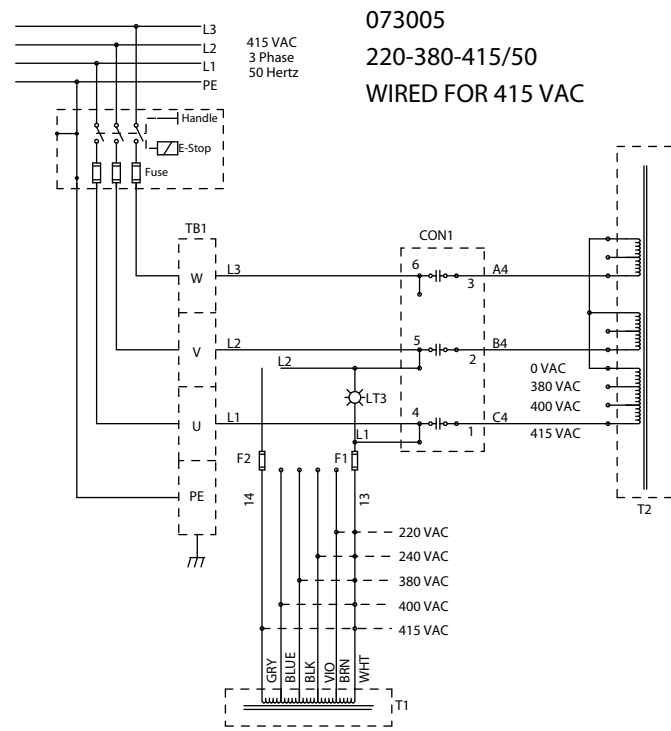 073005
220-380-415/50
WIRED FOR 415 VAC
L3
L2
L1
PE
415 VAC
3 Phase
50 Hertz
Handle
E-Stop
Fuse
TB1
CON1
W
L3
6
3
A4
V
L2
5
2
B4
L2
0 VAC
380 VAC
400 VAC
415 VAC
LT3
U
L1
4
1
C4
L1
F2
F1
PE
14
13
T2
220 VAC
240 VAC
380 VAC
400 VAC
415 VAC
GRY
BLUE
BLK
VIO
BRN
WHT
T1